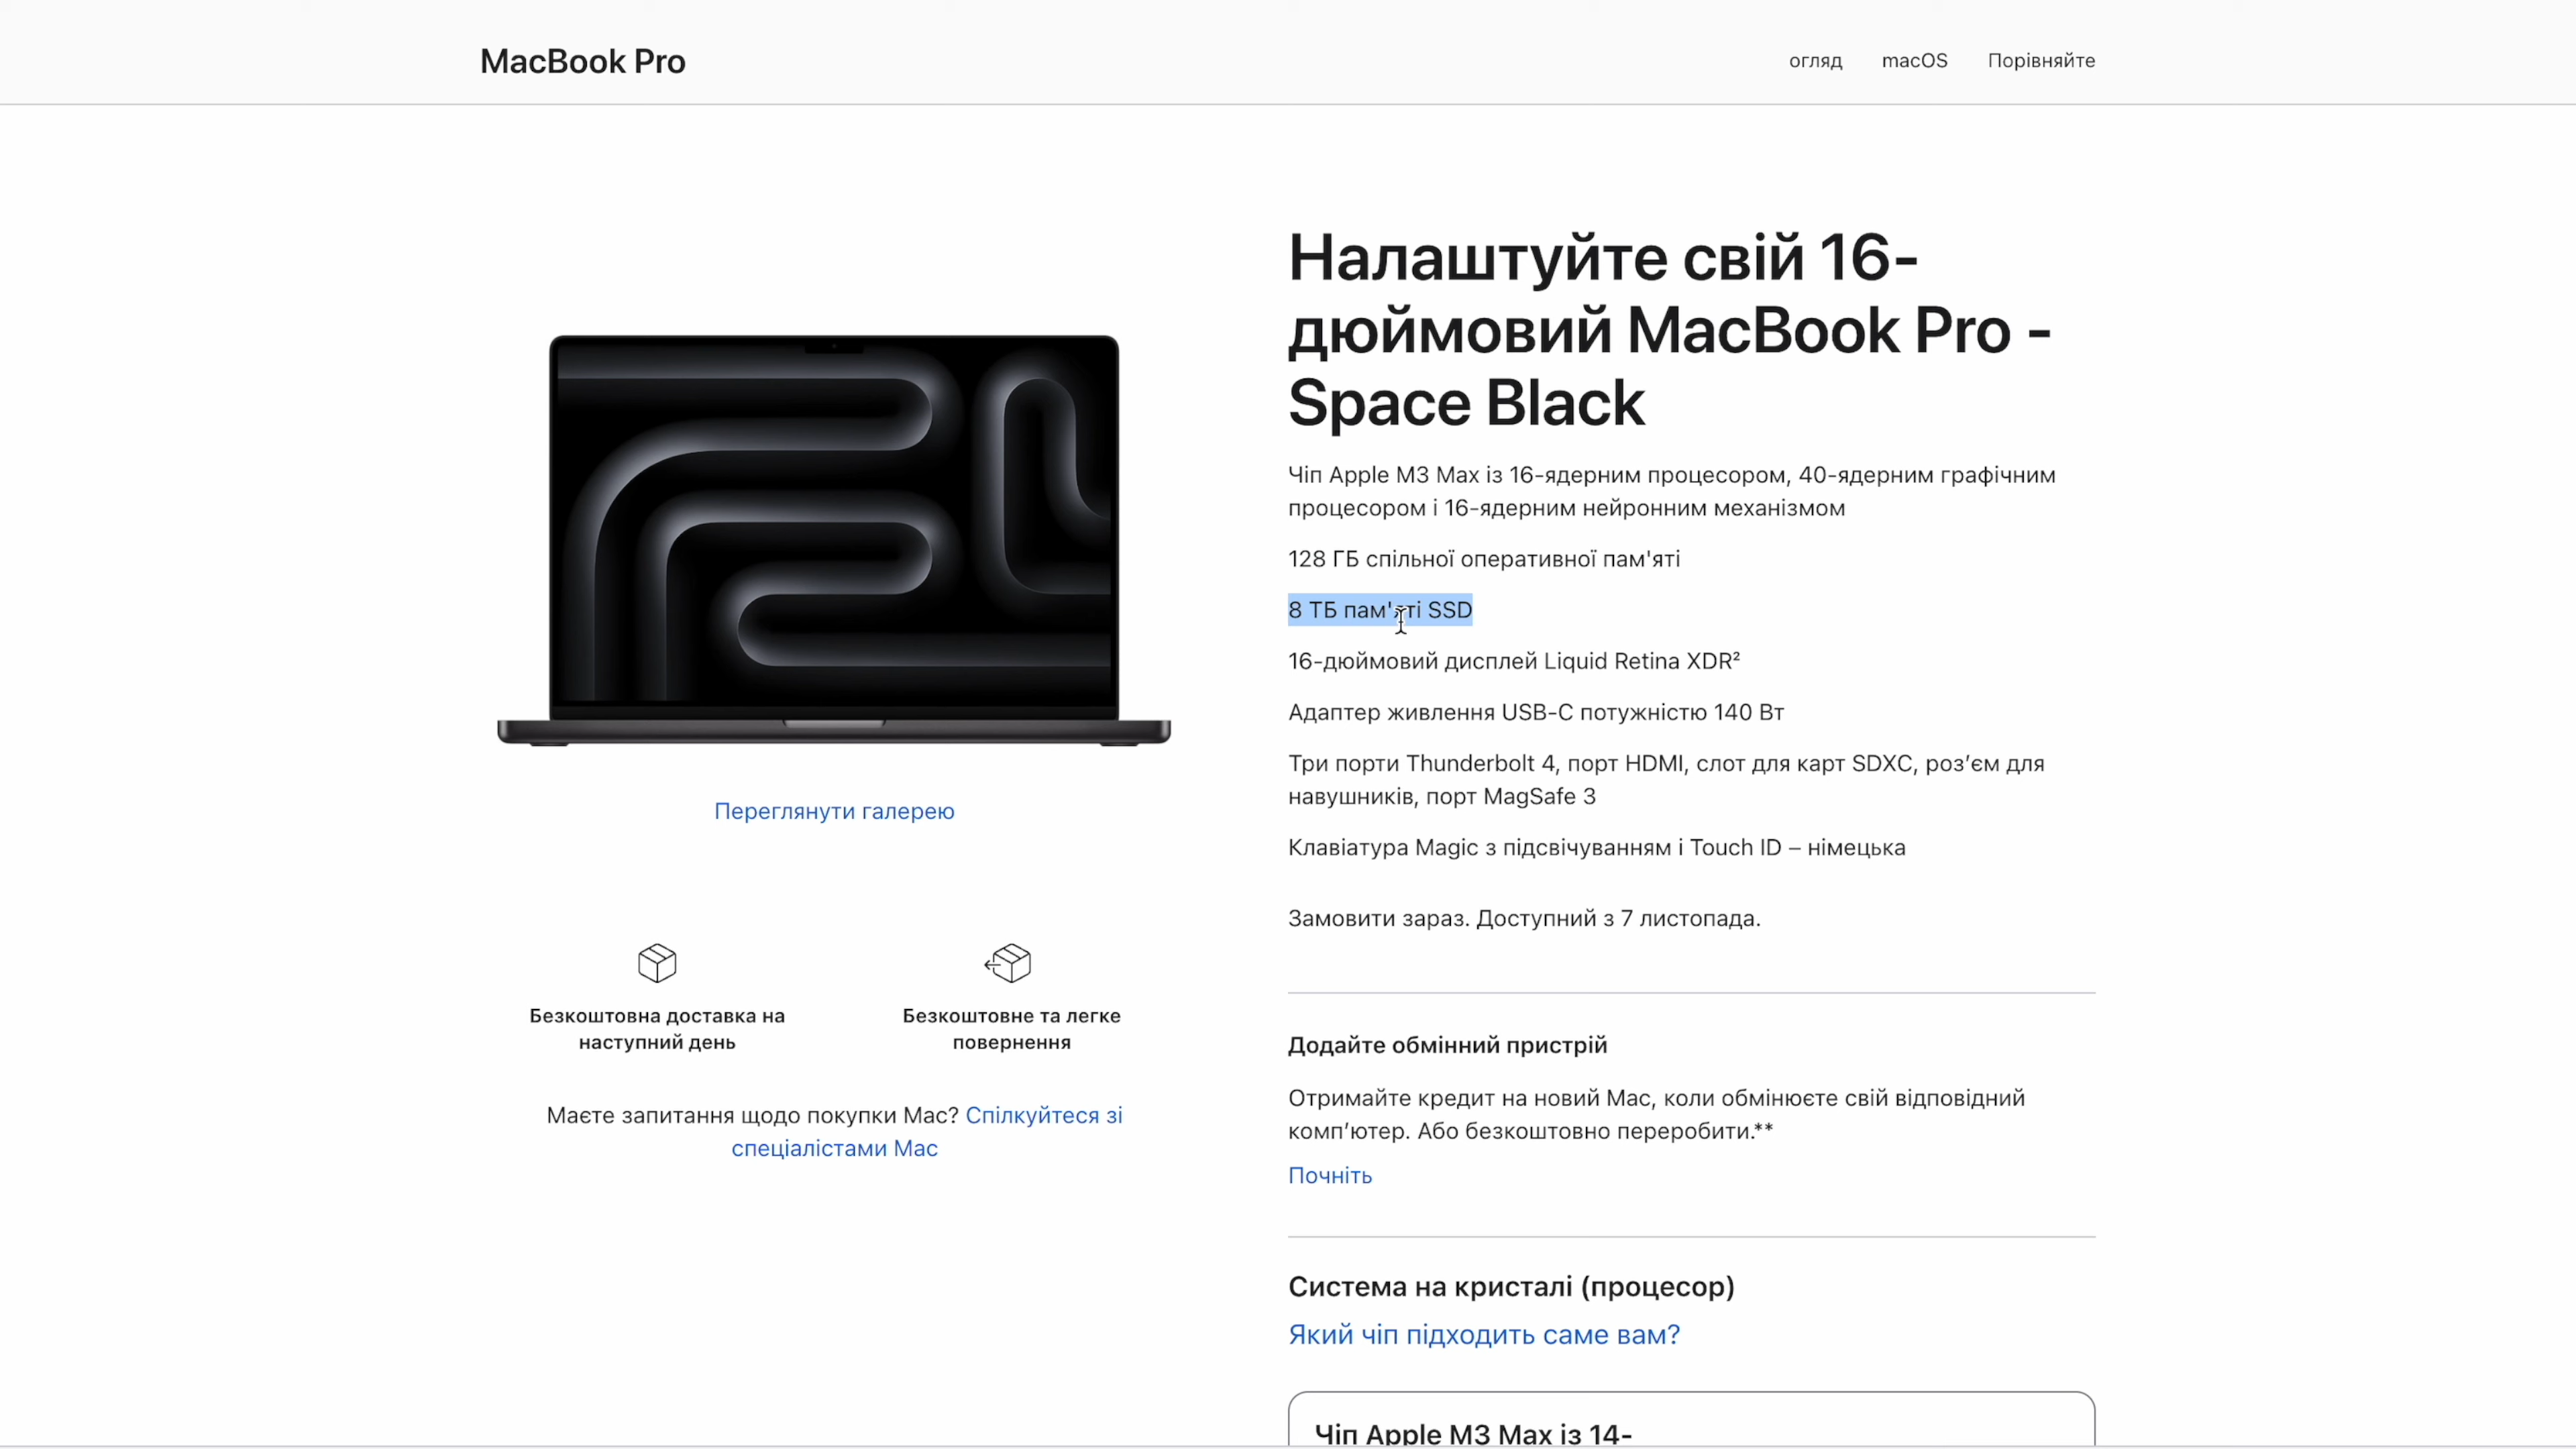 MacBook Pro
огляд
macOS
Порівняйте
Налаштуйте свій 16-
дюймовий MacBook Pro -
Space Black
Чіп Apple M3 Max із 16-ядерним процесором, 40-ядерним графічним
процесором і 16-ядерним нейронним механізмом
128 ГБ спільної оперативної пам'яті
8 ТБ пам'яті SSD
16-дюймовий дисплей Liquid Retina XDR²
Адаптер живлення USB-C потужністю 140 Вт
Три порти Thunderbolt 4, порт HDMI, слот для карт SDXC, роз’єм для
навушників, порт MagSafe 3
Клавіатура Magic з підсвічуванням і Touch ID – німецька
Замовити зараз. Доступний з 7 листопада.
Переглянути галерею
Безкоштовна доставка на
наступний день
Безкоштовне та легке
повернення
Маєте запитання щодо покупки Mac? Спілкуйтеся зі
спеціалістами Mac
Додайте обмінний пристрій
Отримайте кредит на новий Mac, коли обмінюєте свій відповідний
комп’ютер. Або безкоштовно переробити.**
Почніть
Система на кристалі (процесор)
Який чіп підходить саме вам?
Чіп Apple M3 Max із 14-